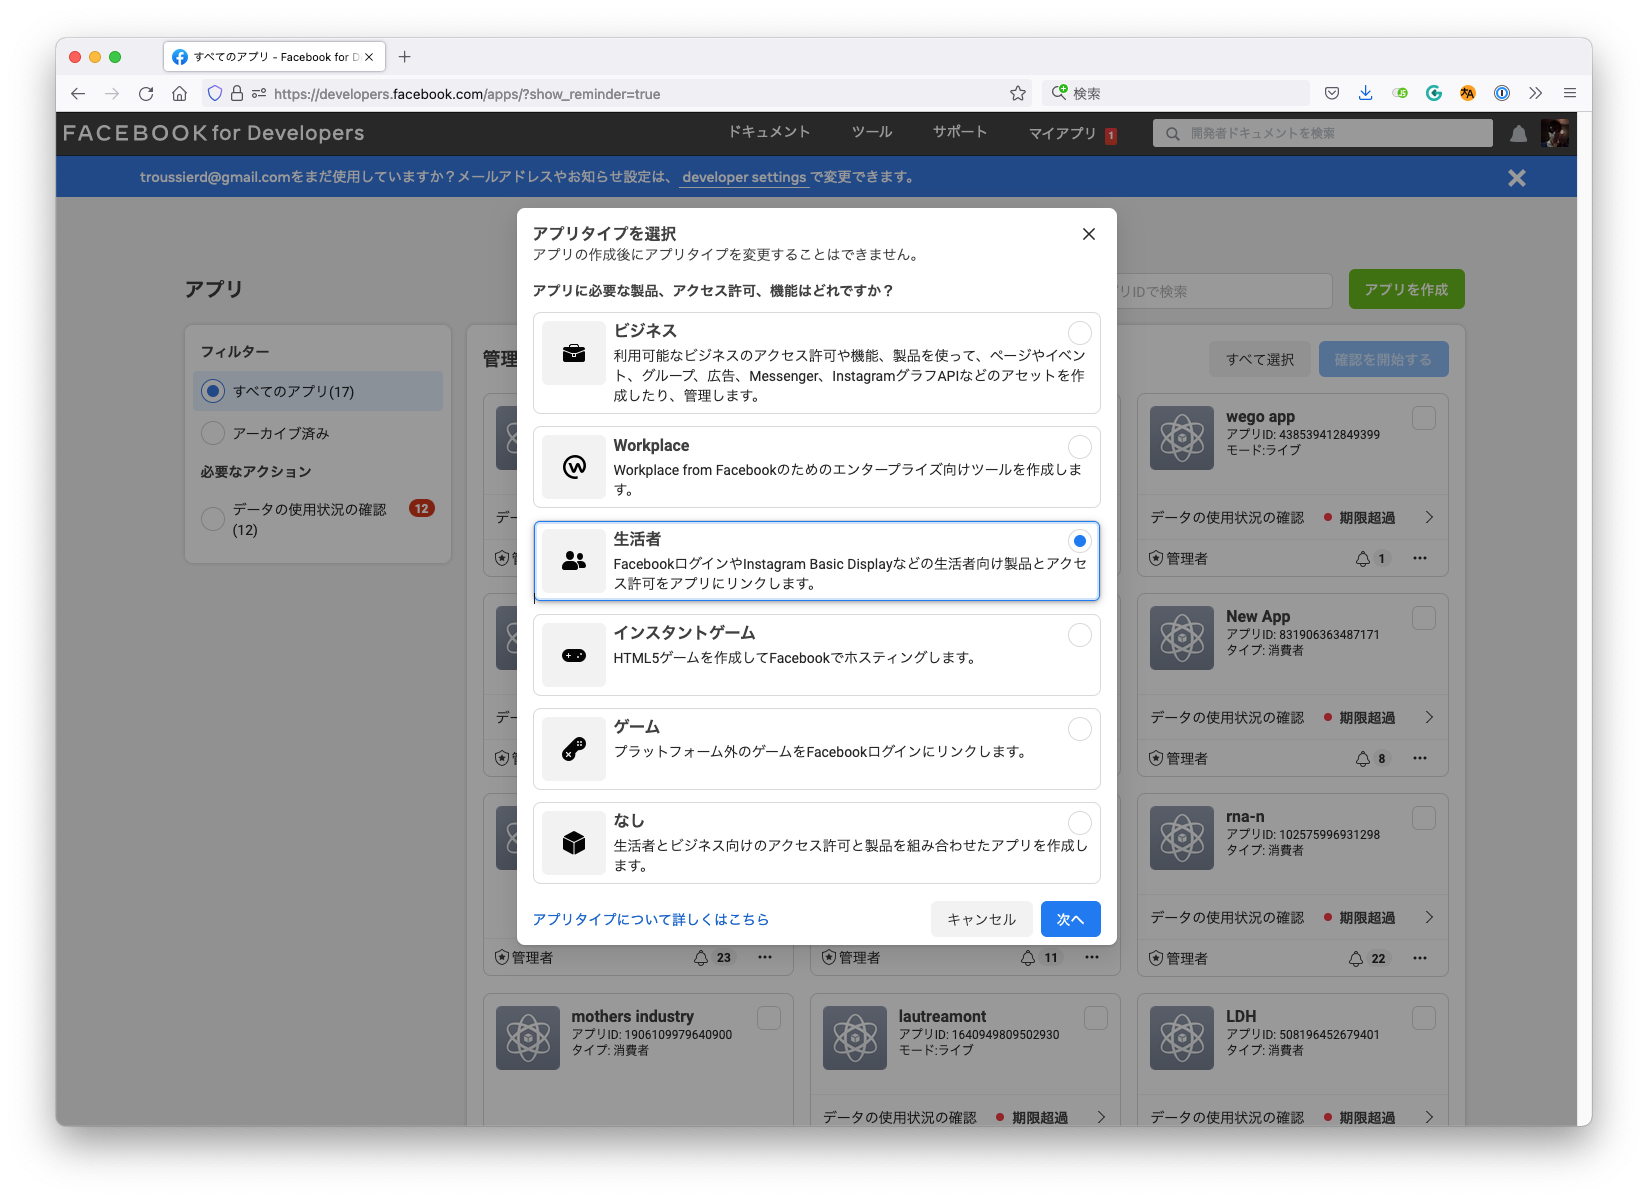 すべてのアプリ - Facebook for D
https://developers.facebook.com/apps/?show_reminder=true
検索
FACEBOOK for Developers
ドキュメント
ツール
サポート
マイアプリ 1
開発者ドキュメントを検索
troussierd@gmail.comをまだ使用していますか？メールアドレスやお知らせ設定は、 developer settings で変更できます。
アプリ
リIDで検索
アプリを作成
フィルター
すべてのアプリ(17)
アーカイブ済み
必要なアクション
データの使用状況の確認
(12)
12
管理
すべて選択
確認を開始する
アプリタイプを選択
アプリの作成後にアプリタイプを変更することはできません。
アプリに必要な製品、アクセス許可、機能はどれですか？
ビジネス
利用可能なビジネスのアクセス許可や機能、製品を使って、ページやイベン
ト、グループ、広告、Messenger、InstagramグラフAPIなどのアセットを作
成したり、管理します。
Workplace
Workplace from Facebookのためのエンタープライズ向けツールを作成しま
す。
生活者
FacebookログインやInstagram Basic Displayなどの生活者向け製品とアクセ
ス許可をアプリにリンクします。
インスタントゲーム
HTML5ゲームを作成してFacebookでホスティングします。
ゲーム
プラットフォーム外のゲームをFacebookログインにリンクします。
なし
生活者とビジネス向けのアクセス許可と製品を組み合わせたアプリを作成し
ます。
アプリタイプについて詳しくはこちら
キャンセル
次へ
wego app
アプリID: 438539412849399
モード:ライブ
デー
データの使用状況の確認 期限超過
管理者 1
New App
アプリID: 831906363487171
タイプ: 消費者
デー
データの使用状況の確認 期限超過
管理者 8
rna-n
アプリID: 102575996931298
タイプ: 消費者
データの使用状況の確認 期限超過
管理者 23
管理者 11
管理者 22
mothers industry
アプリID: 1906109979640900
タイプ: 消費者
lautreamont
アプリID: 1640949809502930
モード:ライブ
データの使用状況の確認 期限超過
LDH
アプリID: 508196452679401
タイプ: 消費者
データの使用状況の確認 期限超過